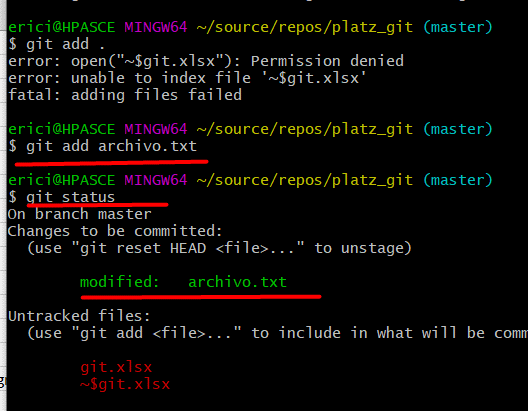 erici@HPASCE MINGW64 ~/source/repos/platz_git (master)
$ git add .
error: open("~$git.xlsx"): Permission denied
error: unable to index file '~$git.xlsx'
fatal: adding files failed
erici@HPASCE MINGW64 ~/source/repos/platz_git (master)
$ git add archivo.txt
erici@HPASCE MINGW64 ~/source/repos/platz_git (master)
$ git status
On branch master
Changes to be committed:
  (use "git reset HEAD <file>..." to unstage)
        modified:   archivo.txt
Untracked files:
  (use "git add <file>..." to include in what will be comm
        git.xlsx
        ~$git.xlsx